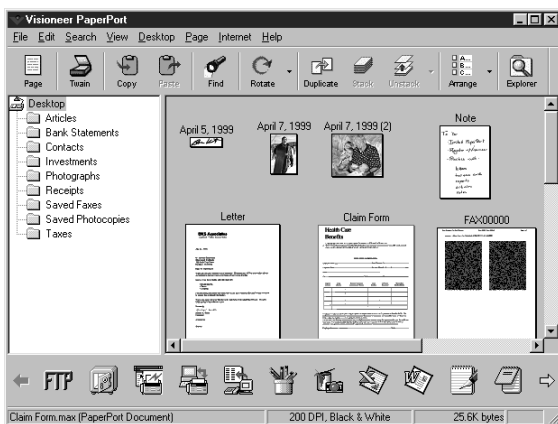 Visioneer PaperPort
File Edit Search View Desktop Page Internet Help
Page Twain Copy Paste Find Rotate Duplicate Stack Unstack Arrange Explorer
Desktop
Articles
Bank Statements
Contacts
Investments
Photographs
Receipts
Saved Faxes
Saved Photocopies
Taxes
April 5, 1999 April 7, 1999 April 7, 1999 (2) Note
Letter Claim Form FAX00000
Health Care
Benefits
FTP
Claim Form.max (PaperPort Document) 200 DPI, Black & White 25.6K bytes